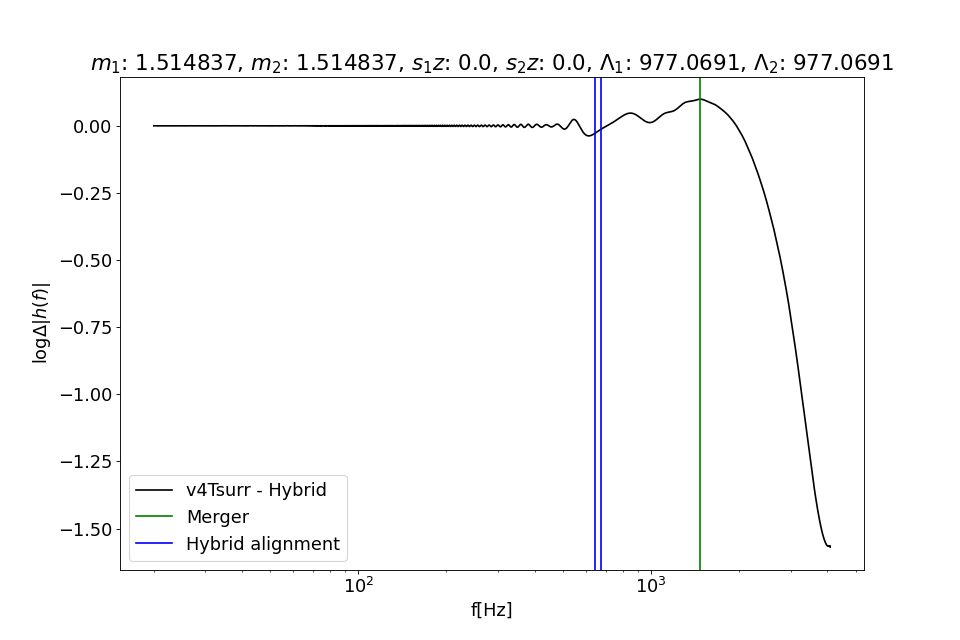 m₁: 1.514837, m₂: 1.514837, s₁z: 0.0, s₂z: 0.0, Λ₁: 977.0691, Λ₂: 977.0691
0.00
−0.25
−0.50
−0.75
−1.00
−1.25
−1.50
logΔ|h(f)|
v4Tsurr - Hybrid
Merger
Hybrid alignment
10²
10³
f[Hz]